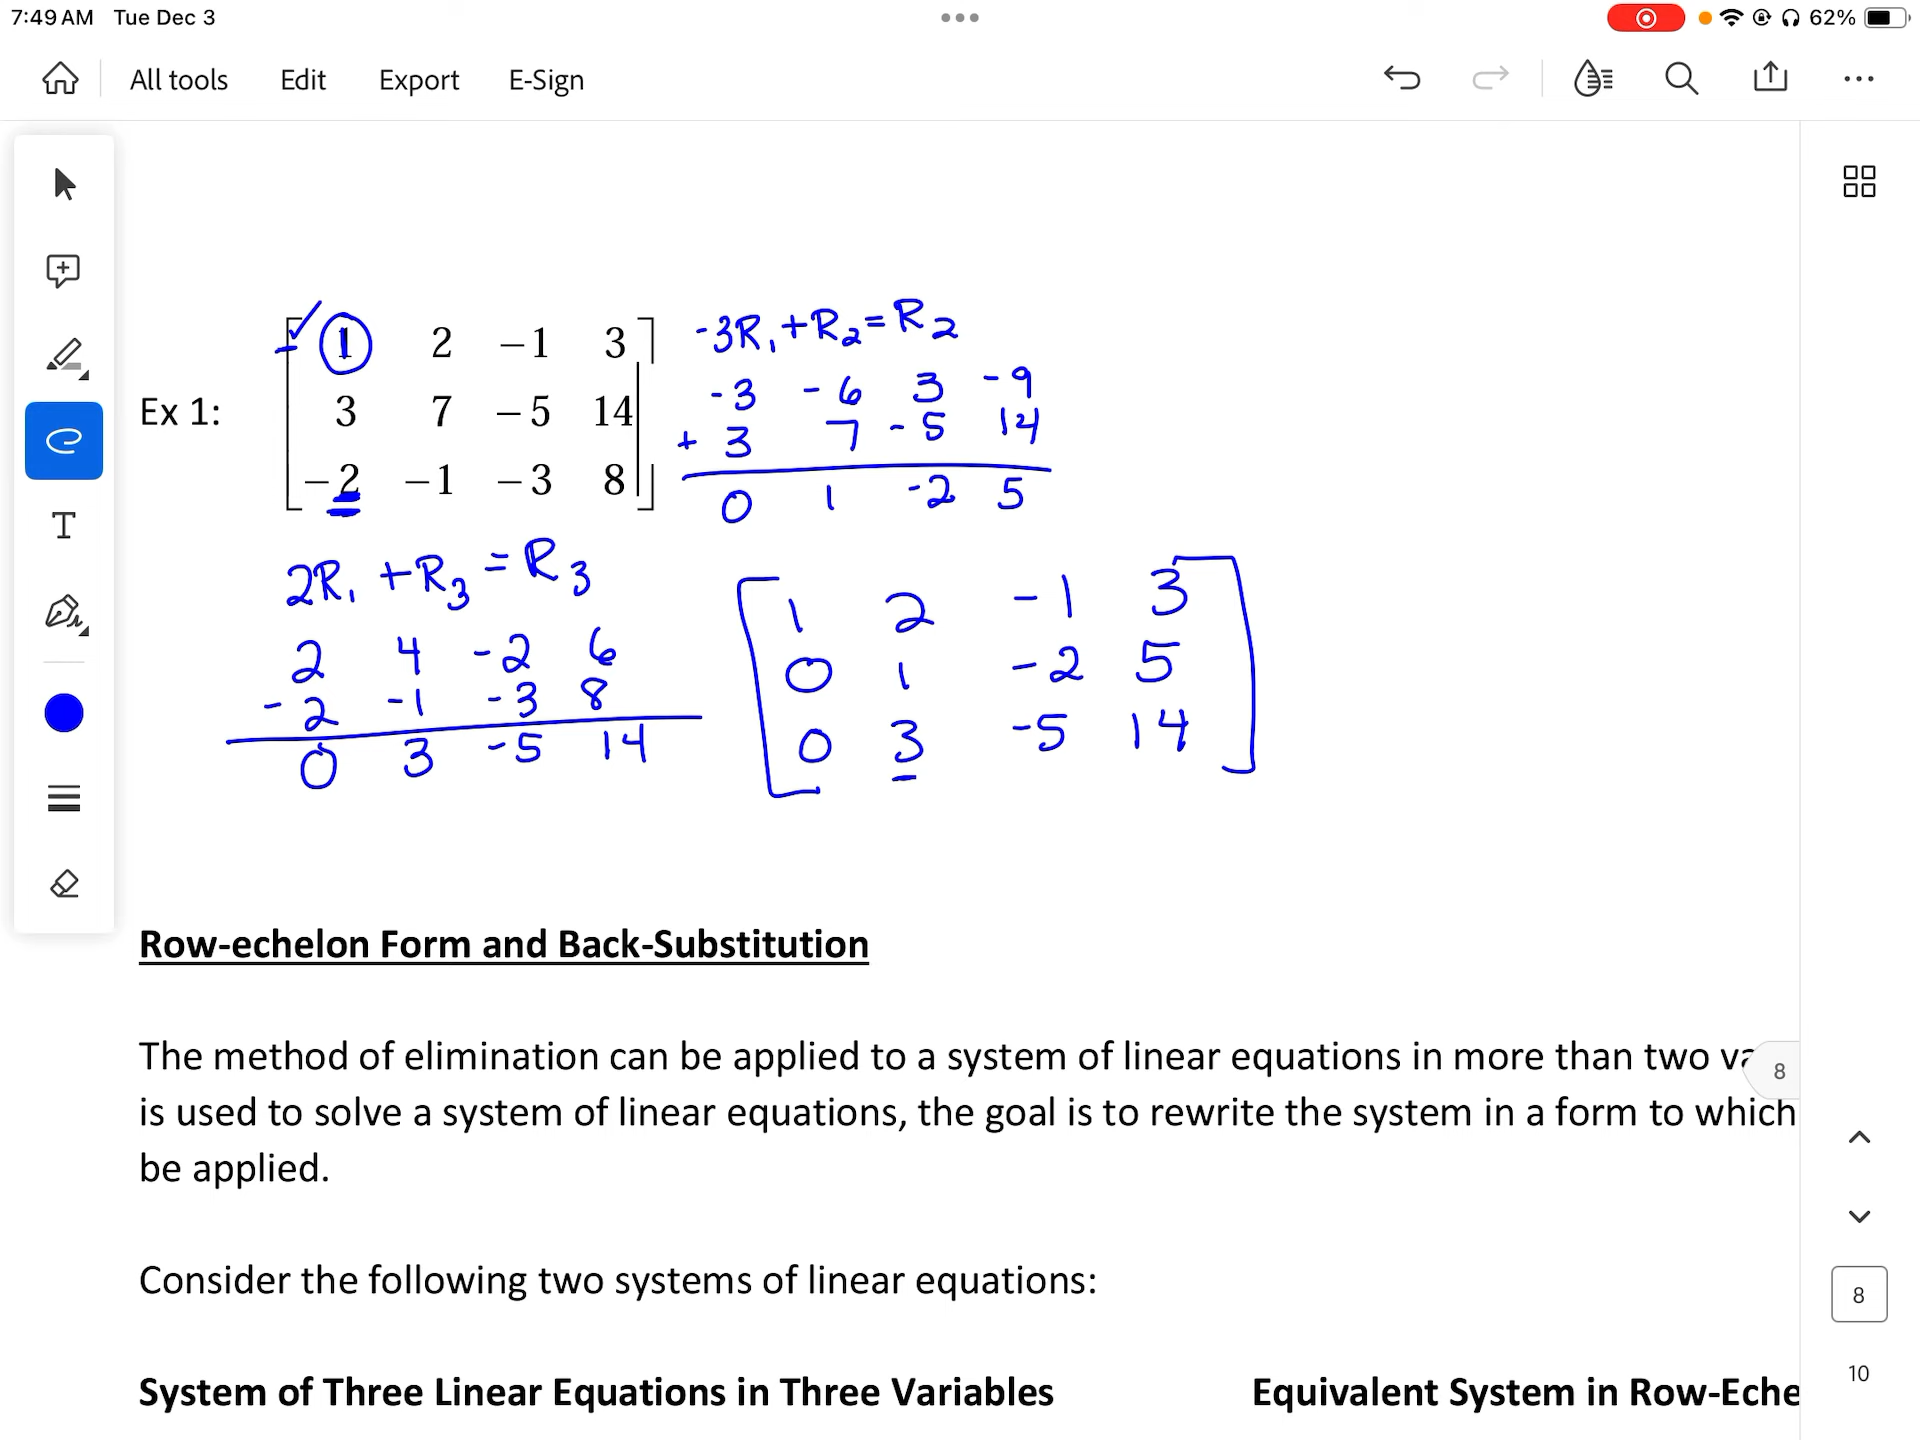 7:49 AM Tue Dec 3
62%
All tools Edit Export E-Sign
Ex 1:
1 2 −1 3
3 7 −5 14
−2 −1 −3 8
-3R₁+R₂=R₂
-3 -6 3 -9
+ 3 7 -5 14
0 1 -2 5
2R₁+R₃=R₃
2 4 -2 6
-2 -1 -3 8
0 3 -5 14
1 2 -1 3
0 1 -2 5
0 3 -5 14
T
Row-echelon Form and Back-Substitution
The method of elimination can be applied to a system of linear equations in more than two va
8
is used to solve a system of linear equations, the goal is to rewrite the system in a form to which
be applied.
Consider the following two systems of linear equations:
8
10
System of Three Linear Equations in Three Variables Equivalent System in Row-Eche